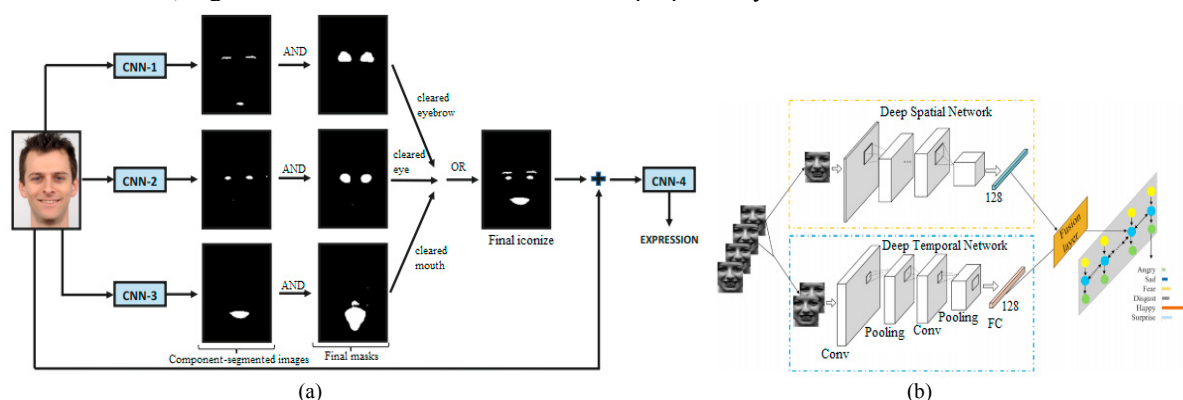 CNN-1
AND
cleared
eyebrow
CNN-2
AND
cleared
eye
OR
CNN-4
EXPRESSION
Final iconize
CNN-3
AND
cleared
mouth
Component-segmented images
Final masks
(a)
Deep Spatial Network
128
Deep Temporal Network
Conv
Pooling
Conv
Pooling
FC
128
Fusion
layer
Angry
Sad
Fear
Disgust
Happy
Surprise
(b)